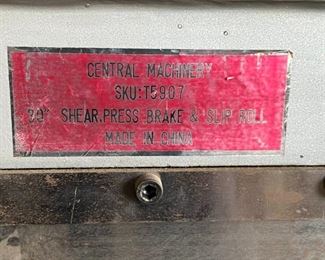 CENTRAL MACHINERY
SKU:T5907
30" SHEAR.PRESS BRAKE & SLIP ROLL
MADE IN CHINA